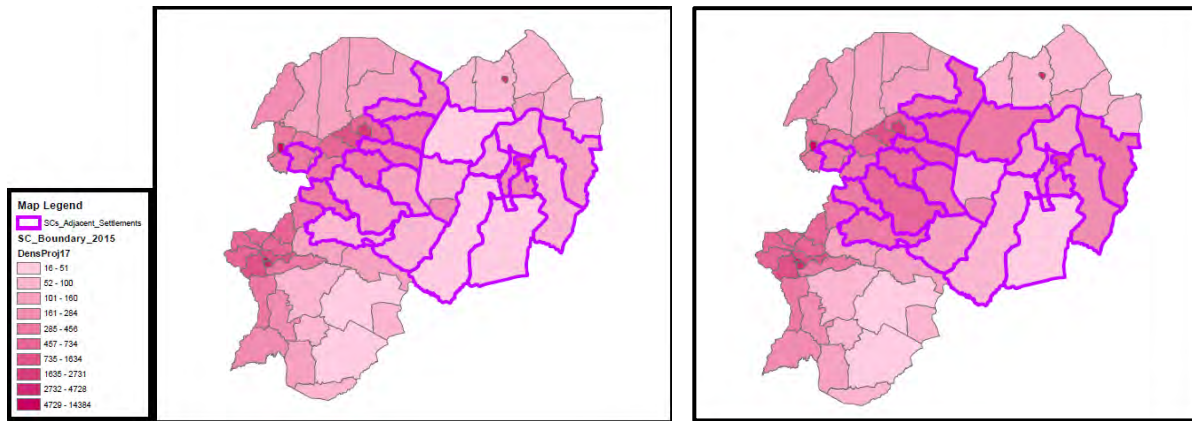 Map Legend
SCs_Adjacent_Settlements
SC_Boundary_2015
DensProj17
16 - 51
52 - 100
101 - 160
161 - 284
285 - 456
457 - 734
735 - 1634
1635 - 2731
2732 - 4728
4729 - 14384